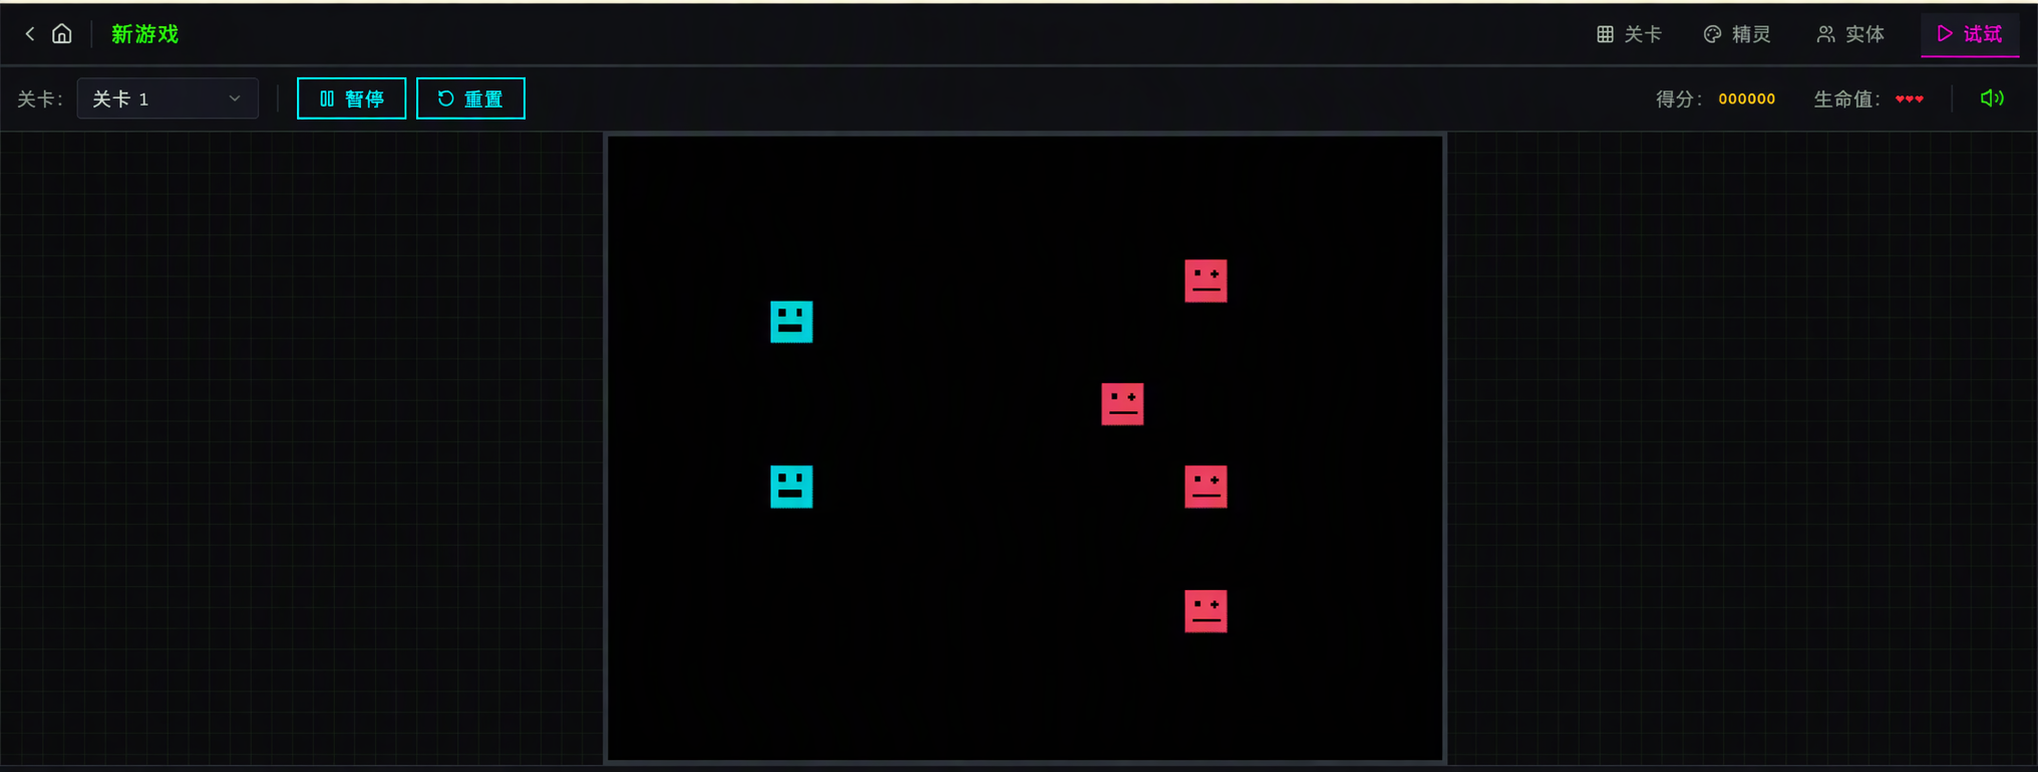 新游戏 关卡 精灵 实体 试试
关卡: 关卡 1 暂停 重置 得分: 000000 生命值: